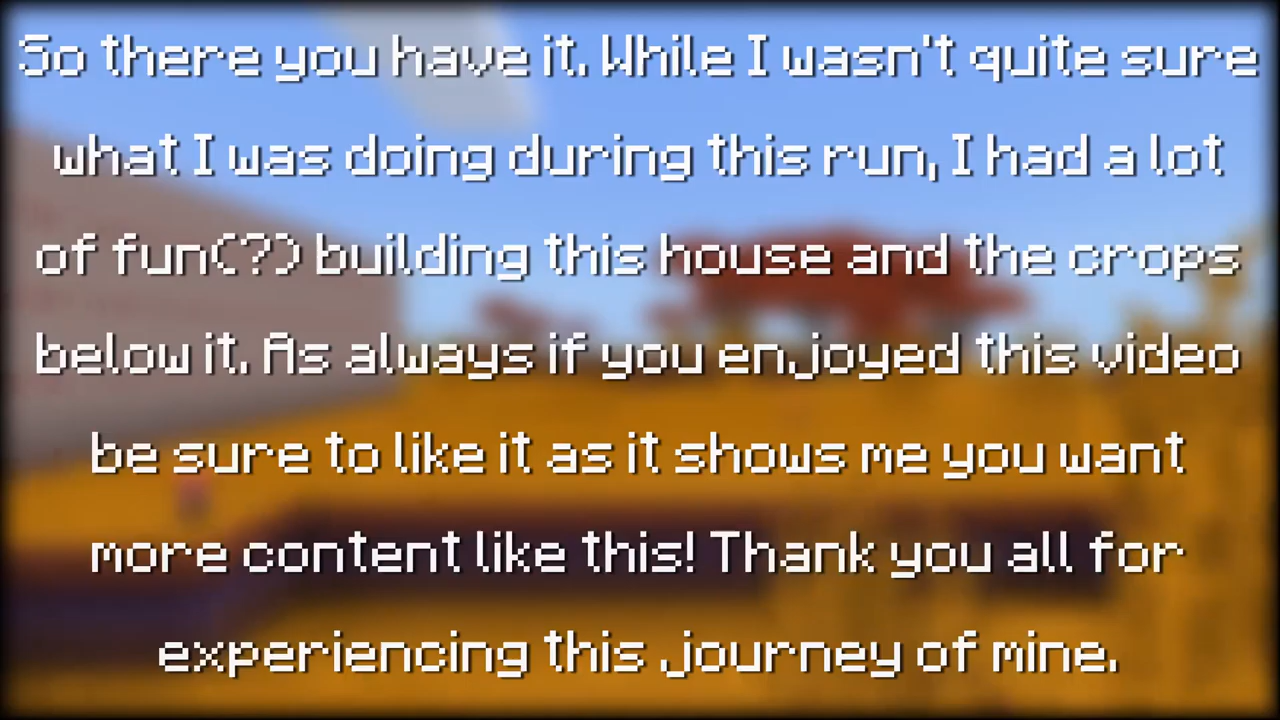 So there you have it. While I wasn't quite sure
what I was doing during this run, I had a lot
of fun(?) building this house and the crops
below it. As always if you enjoyed this video
be sure to like it as it shows me you want
more content like this! Thank you all for
experiencing this journey of mine.